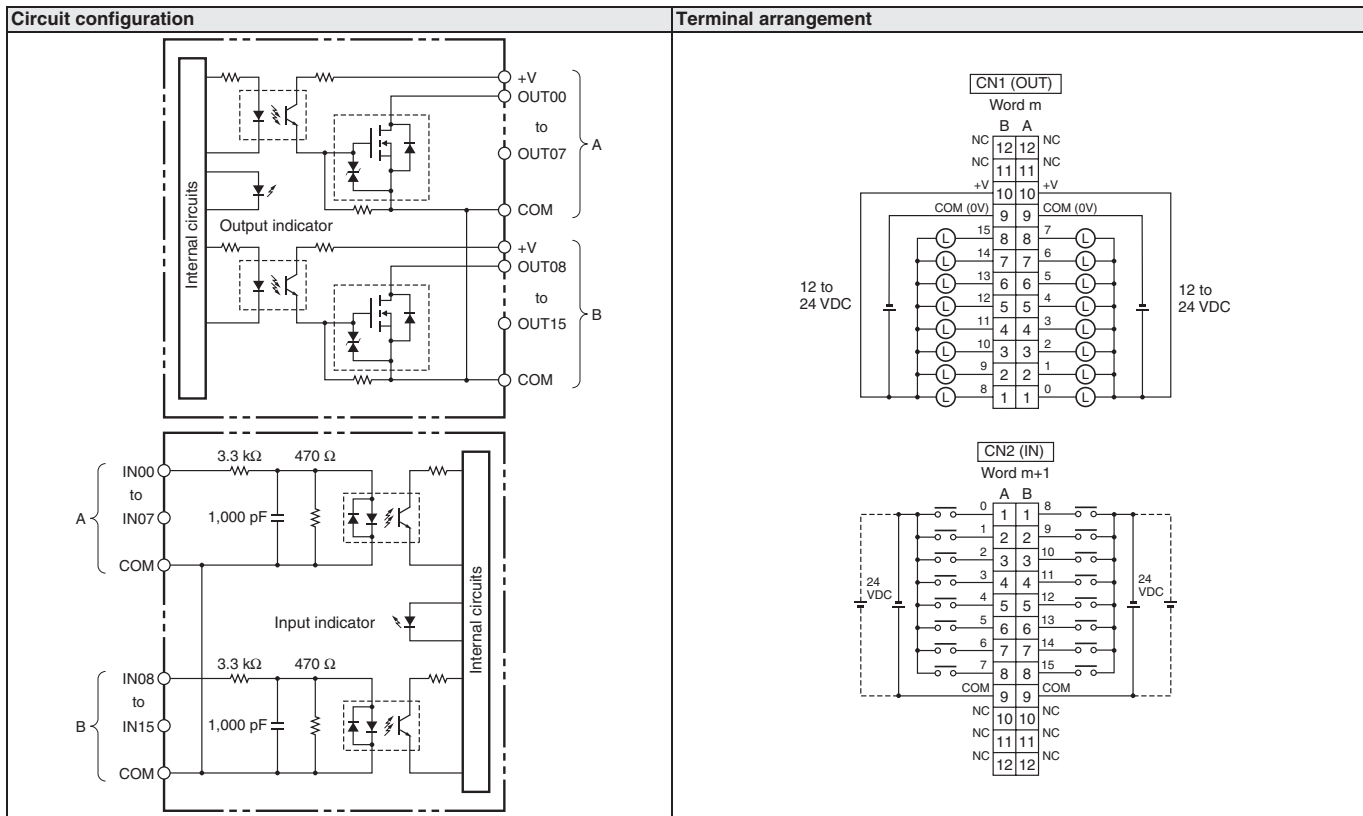 Circuit configuration
Terminal arrangement
Internal circuits
Output indicator
+V
OUT00
to
OUT07
COM
A
+V
OUT08
to
OUT15
COM
B
A
IN00
to
IN07
COM
3.3 kΩ 470 Ω
1,000 pF
Input indicator
Internal circuits
B
IN08
to
IN15
COM
3.3 kΩ 470 Ω
1,000 pF
CN1 (OUT)
Word m
B A
NC 12 12 NC
NC 11 11 NC
+V 10 10 +V
COM (0V) 9 9 COM (0V)
L 15 8 8 7 L
L 14 7 7 6 L
L 13 6 6 5 L
L 12 5 5 4 L
L 11 4 4 3 L
L 10 3 3 2 L
L 9 2 2 1 L
L 8 1 1 0 L
12 to
24 VDC
12 to
24 VDC
CN2 (IN)
Word m+1
A B
0 1 1 8
1 2 2 9
2 3 3 10
3 4 4 11
4 5 5 12
5 6 6 13
6 7 7 14
7 8 8 15
COM 9 9 COM
NC 10 10 NC
NC 11 11 NC
NC 12 12 NC
24
VDC
24
VDC